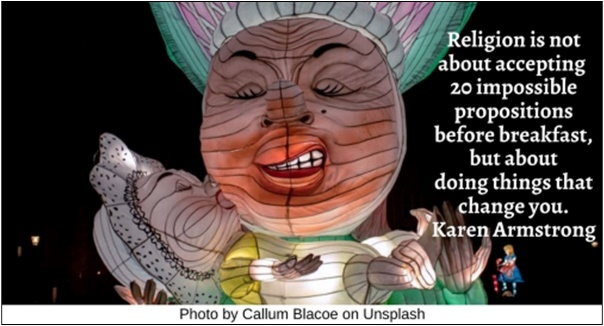 Religion is not
about accepting
20 impossible
propositions
before breakfast,
but about
doing things that
change you.
Karen Armstrong
Photo by Callum Blacoe on Unsplash